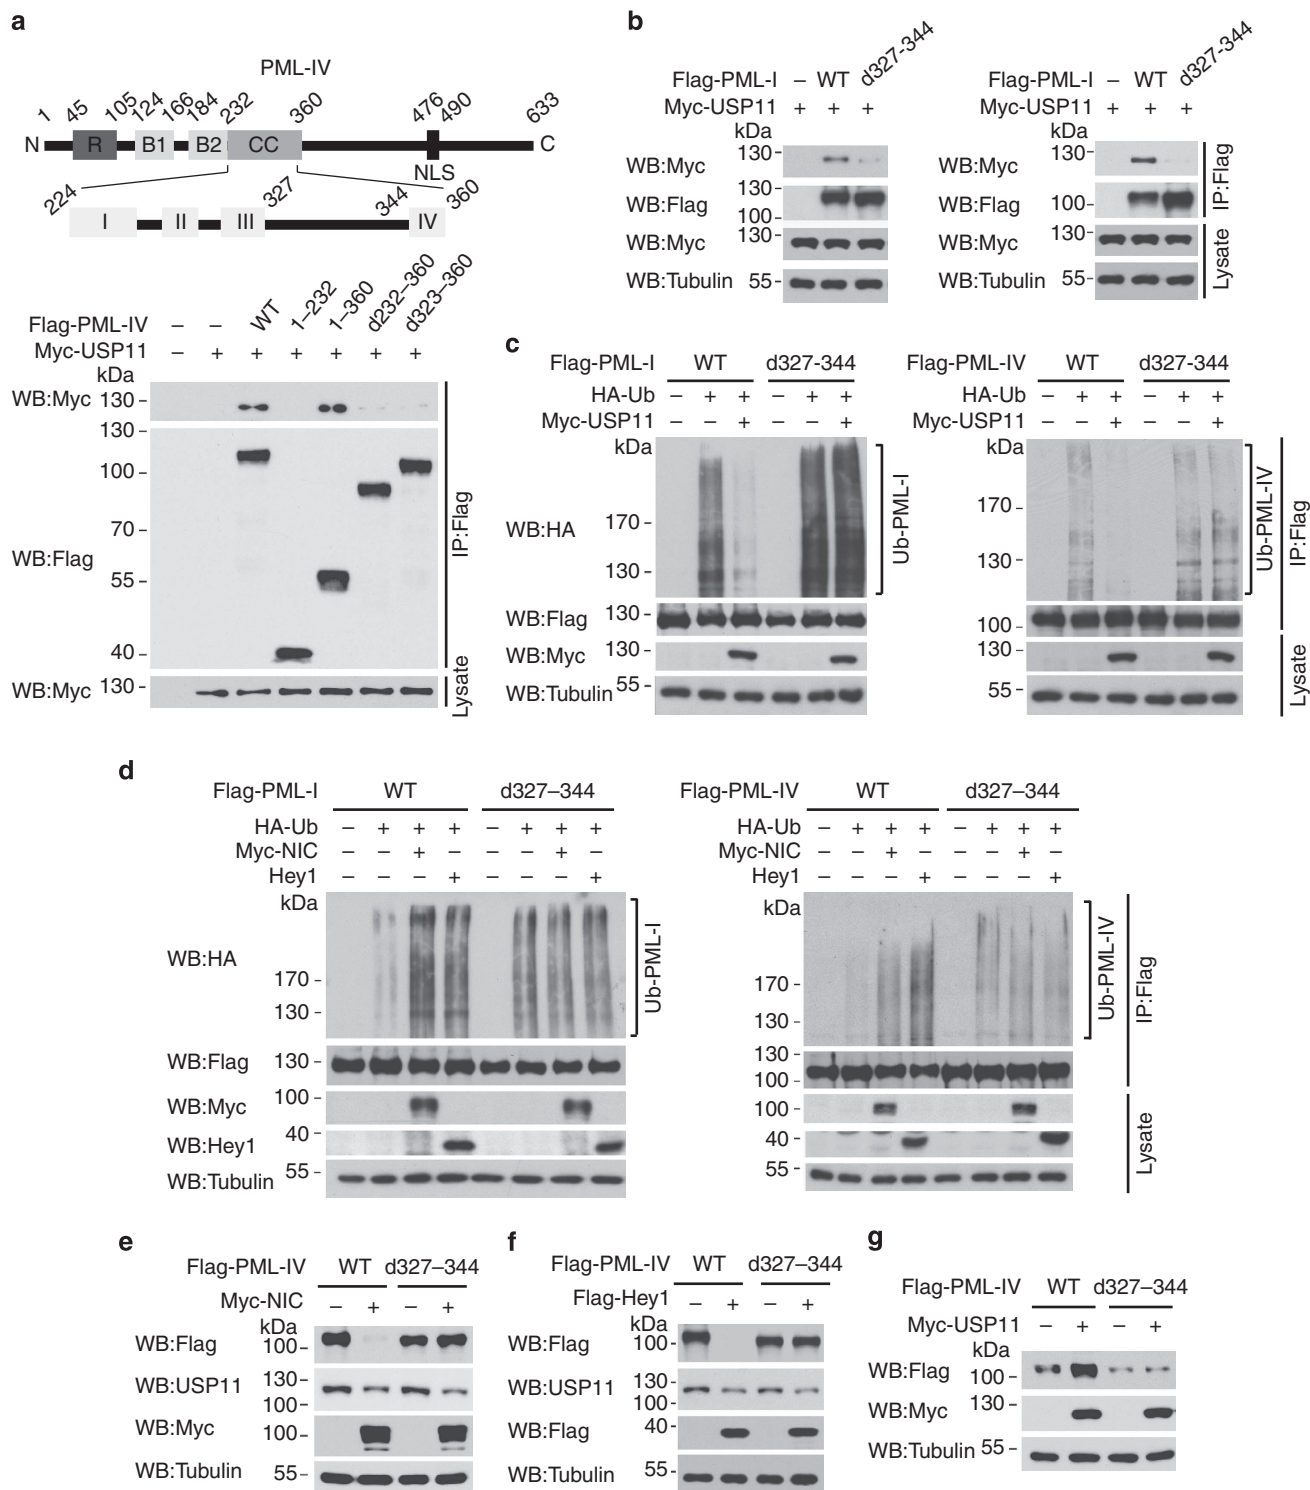 a
PML-IV
1 45 105 124 166 184 232 360 476 490 633
N R B1 B2 CC C
NLS
224 327 344 360
I II III IV
Flag-PML-IV – – WT 1–232 1–360 d232–360 d323–360
Myc-USP11 – + + + + + +
kDa
WB:Myc 130
130
100
70
WB:Flag
55
40
IP:Flag
WB:Myc 130
Lysate
b
Flag-PML-I – WT d327-344
Myc-USP11 + + +
kDa
WB:Myc 130
WB:Flag 130
100
WB:Myc 130
WB:Tubulin 55
Flag-PML-I – WT d327-344
Myc-USP11 + + +
kDa
WB:Myc 130
WB:Flag 100
WB:Myc 130
WB:Tubulin 55
IP:Flag
Lysate
c
Flag-PML-I WT d327-344
HA-Ub – + + – + +
Myc-USP11 – – + – – +
kDa
WB:HA 170
130
Ub-PML-I
WB:Flag 130
WB:Myc 130
WB:Tubulin 55
Flag-PML-IV WT d327-344
HA-Ub – + + – + +
Myc-USP11 – – + – – +
kDa
170
130
Ub-PML-IV
100
130
55
IP:Flag
Lysate
d
Flag-PML-I WT d327–344
HA-Ub – + + + – + + +
Myc-NIC – – + – – – + –
Hey1 – – – + – – – +
kDa
WB:HA
170
130
Ub-PML-I
WB:Flag 130
WB:Myc 100
WB:Hey1 40
WB:Tubulin 55
Flag-PML-IV WT d327–344
HA-Ub – + + + – + + +
Myc-NIC – – + – – – + –
Hey1 – – – + – – – +
kDa
170
130
Ub-PML-IV
130
100
100
40
55
IP:Flag
Lysate
e
Flag-PML-IV WT d327–344
Myc-NIC – + – +
kDa
WB:Flag 100
WB:USP11 130
100
WB:Myc 100
WB:Tubulin 55
f
Flag-PML-IV WT d327–344
Flag-Hey1 – + – +
kDa
WB:Flag 100
WB:USP11 130
100
WB:Flag 40
WB:Tubulin 55
g
Flag-PML-IV WT d327–344
Myc-USP11 – + – +
kDa
WB:Flag 100
WB:Myc 130
WB:Tubulin 55